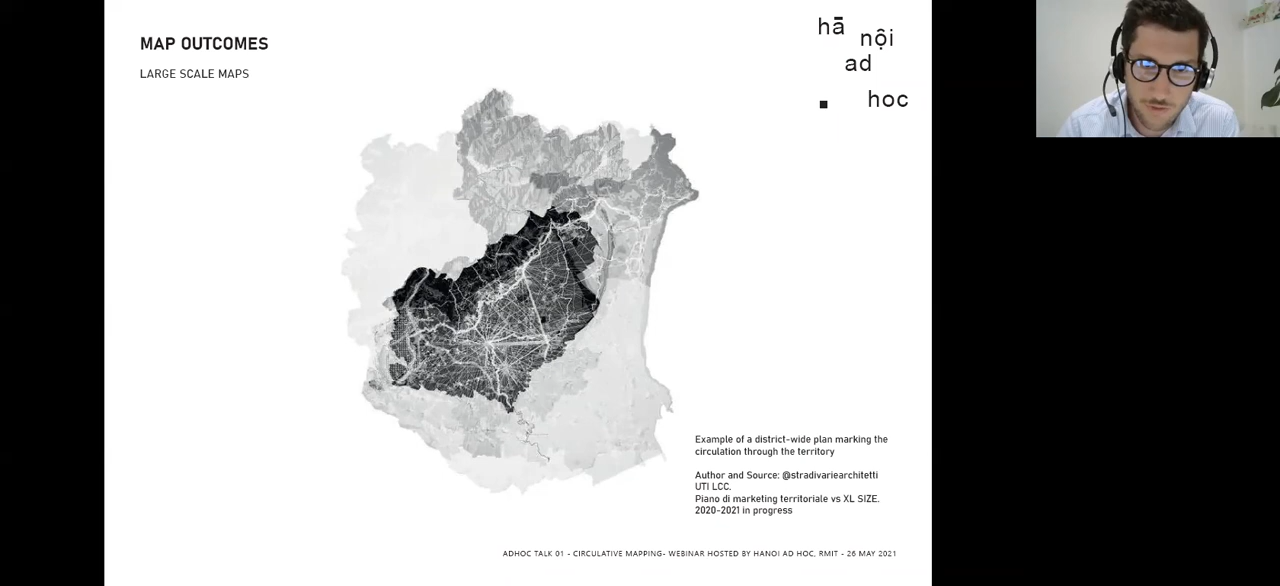 MAP OUTCOMES
LARGE SCALE MAPS
hā
nội
ad
hoc
Example of a district-wide plan marking the
circulation through the territory
Author and Source: @stradivariearchitetti
UTI LCC.
Piano di marketing territoriale vs XL SIZE.
2020-2021 in progress
ADHOC TALK 01 - CIRCULATIVE MAPPING- WEBINAR HOSTED BY HANOI AD HOC, RMIT - 26 MAY 2021